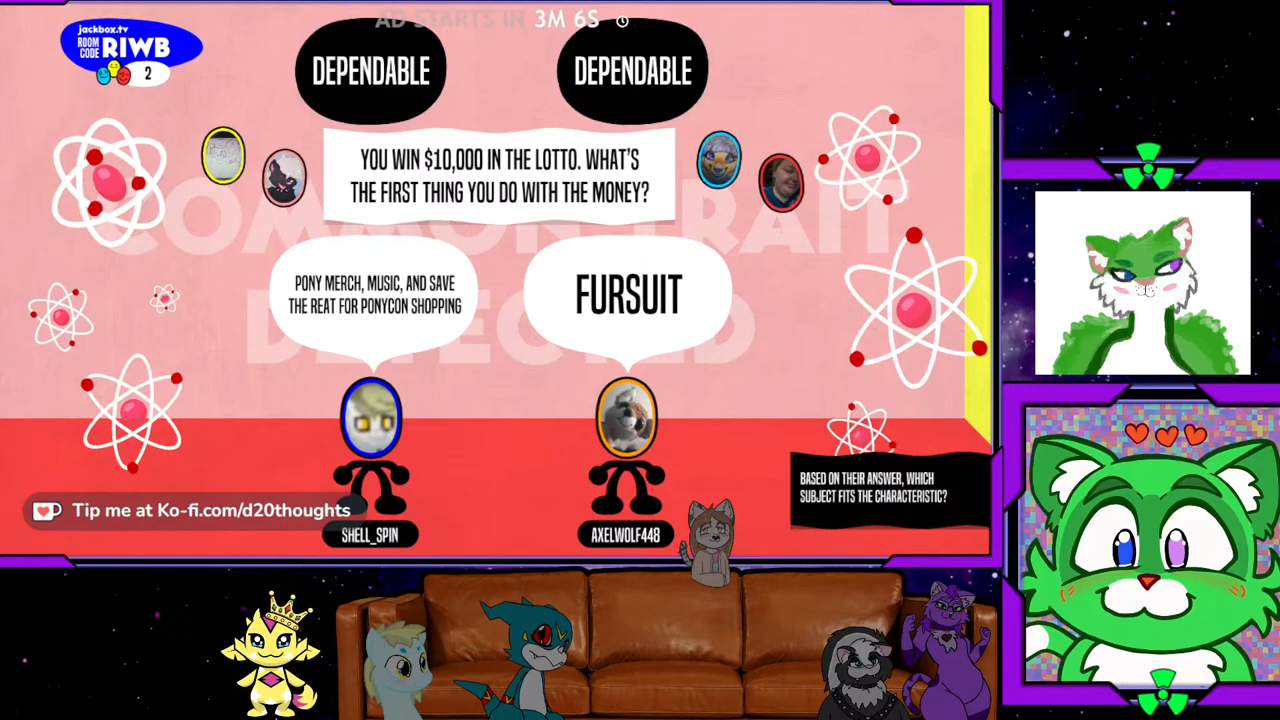 AD STARTS IN 3M 6S
jackbox.tv
ROOM
CODE
RIWB
2
DEPENDABLE
DEPENDABLE
YOU WIN $10,000 IN THE LOTTO. WHAT'S
THE FIRST THING YOU DO WITH THE MONEY?
COMMON TRAIT
DETECTED
PONY MERCH, MUSIC, AND SAVE
THE REAT FOR PONYCON SHOPPING
FURSUIT
BASED ON THEIR ANSWER, WHICH
SUBJECT FITS THE CHARACTERISTIC?
Tip me at Ko-fi.com/d20thoughts
SHELL_SPIN
AXELWOLF448